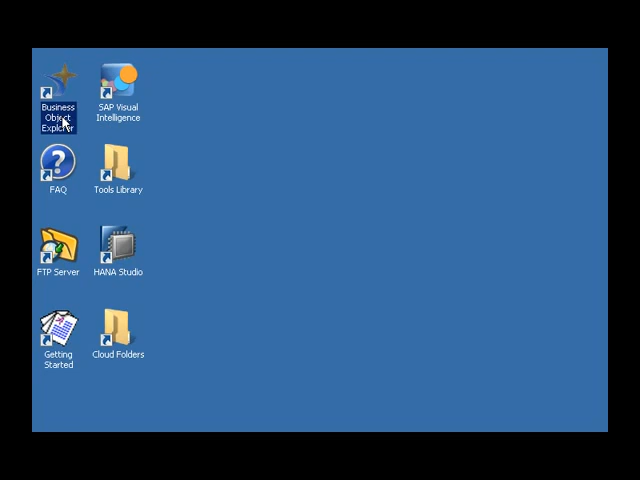 Business
Object
Explorer
SAP Visual
Intelligence
FAQ
Tools Library
FTP Server
HANA Studio
Getting
Started
Cloud Folders